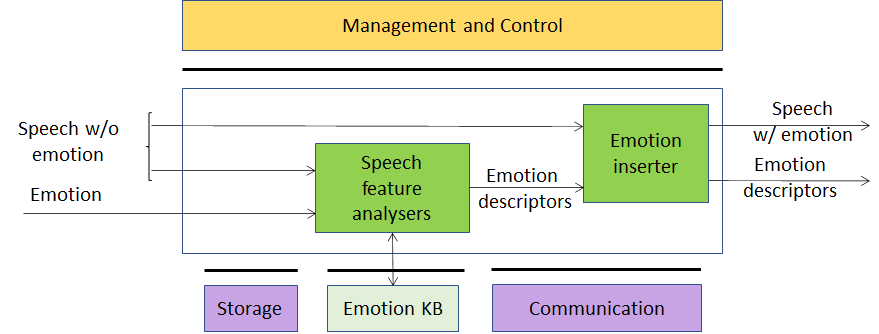 Management and Control
Speech w/o
emotion
Emotion
Speech
feature
analysers
Emotion
descriptors
Emotion
inserter
Speech
w/ emotion
Emotion
descriptors
Storage
Emotion KB
Communication